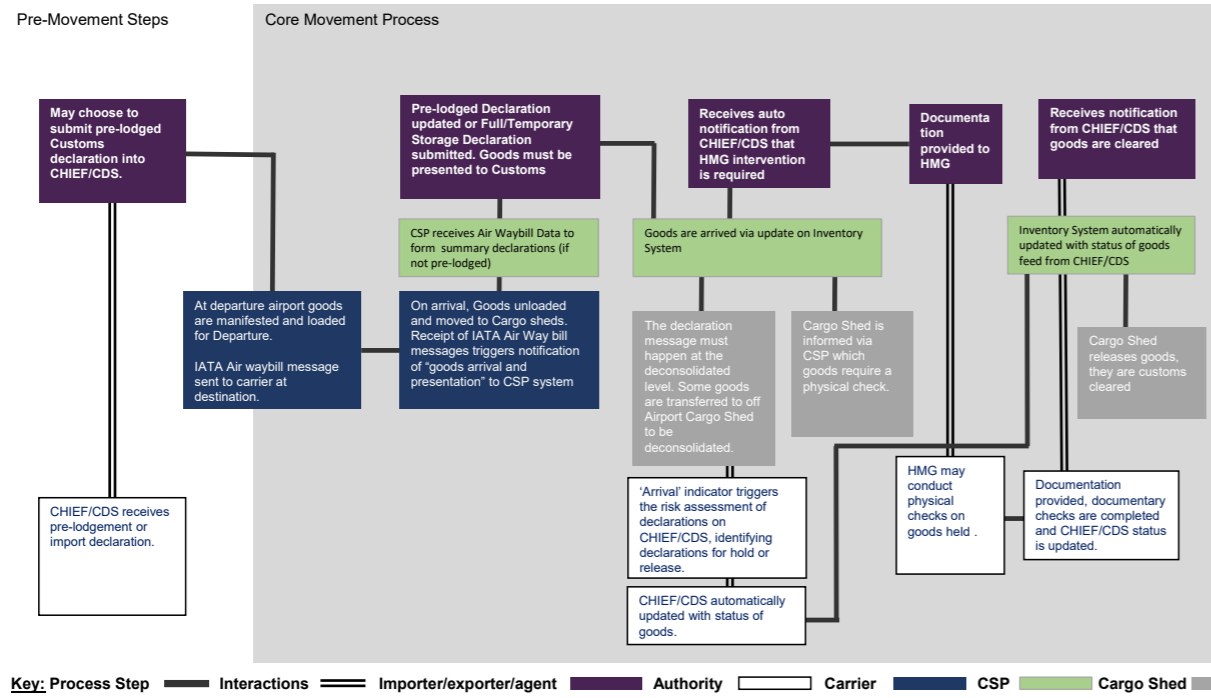 Pre-Movement Steps
Core Movement Process
May choose to
submit pre-lodged
Customs
declaration into
CHIEF/CDS.
Pre-lodged Declaration
updated or Full/Temporary
Storage Declaration
submitted. Goods must be
presented to Customs
Receives auto
notification from
CHIEF/CDS that
HMG intervention
is required
Documenta
tion
provided to
HMG
Receives notification
from CHIEF/CDS that
goods are cleared
CSP receives Air Waybill Data to
form summary declarations (if
not pre-lodged)
Goods are arrived via update on Inventory
System
Inventory System automatically
updated with status of goods
feed from CHIEF/CDS
At departure airport goods
are manifested and loaded
for Departure.
IATA Air waybill message
sent to carrier at
destination.
On arrival, Goods unloaded
and moved to Cargo sheds.
Receipt of IATA Air Way bill
messages triggers notification
of “goods arrival and
presentation” to CSP system
The declaration
message must
happen at the
deconsolidated
level. Some goods
are transferred to off
Airport Cargo Shed
to be
deconsolidated.
Cargo Shed is
informed via
CSP which
goods require a
physical check.
Cargo Shed
releases goods,
they are customs
cleared
CHIEF/CDS receives
pre-lodgement or
import declaration.
‘Arrival’ indicator triggers
the risk assessment of
declarations on
CHIEF/CDS, identifying
declarations for hold or
release.
HMG may
conduct
physical
checks on
goods held .
Documentation
provided, documentary
checks are completed
and CHIEF/CDS status
is updated.
CHIEF/CDS automatically
updated with status of
goods.
Key: Process Step Interactions Importer/exporter/agent Authority Carrier CSP Cargo Shed